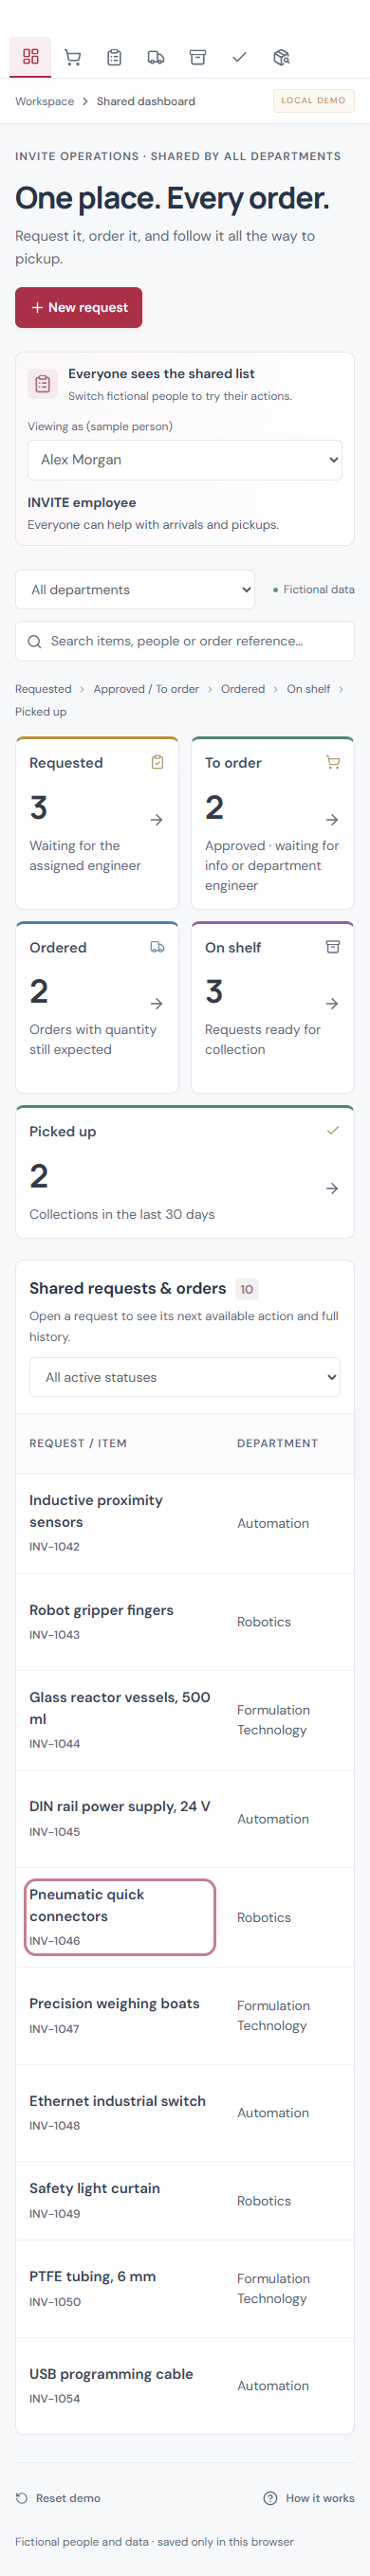 Workspace > Shared dashboard
LOCAL DEMO
INVITE OPERATIONS · SHARED BY ALL DEPARTMENTS
One place. Every order.
Request it, order it, and follow it all the way to
pickup.
+ New request
Everyone sees the shared list
Switch fictional people to try their actions.
Viewing as (sample person)
Alex Morgan
INVITE employee
Everyone can help with arrivals and pickups.
All departments
• Fictional data
Search items, people or order reference...
Requested > Approved / To order > Ordered > On shelf >
Picked up
Requested
3
Waiting for the
assigned engineer
To order
2
Approved · waiting for
info or department
engineer
Ordered
2
Orders with quantity
still expected
On shelf
3
Requests ready for
collection
Picked up
2
Collections in the last 30 days
Shared requests & orders 10
Open a request to see its next available action and full
history.
All active statuses
REQUEST / ITEM DEPARTMENT
Inductive proximity
sensors
INV-1042
Automation
Robot gripper fingers
INV-1043
Robotics
Glass reactor vessels, 500
ml
INV-1044
Formulation
Technology
DIN rail power supply, 24 V
INV-1045
Automation
Pneumatic quick
connectors
INV-1046
Robotics
Precision weighing boats
INV-1047
Formulation
Technology
Ethernet industrial switch
INV-1048
Automation
Safety light curtain
INV-1049
Robotics
PTFE tubing, 6 mm
INV-1050
Formulation
Technology
USB programming cable
INV-1054
Automation
Reset demo
How it works
Fictional people and data · saved only in this browser